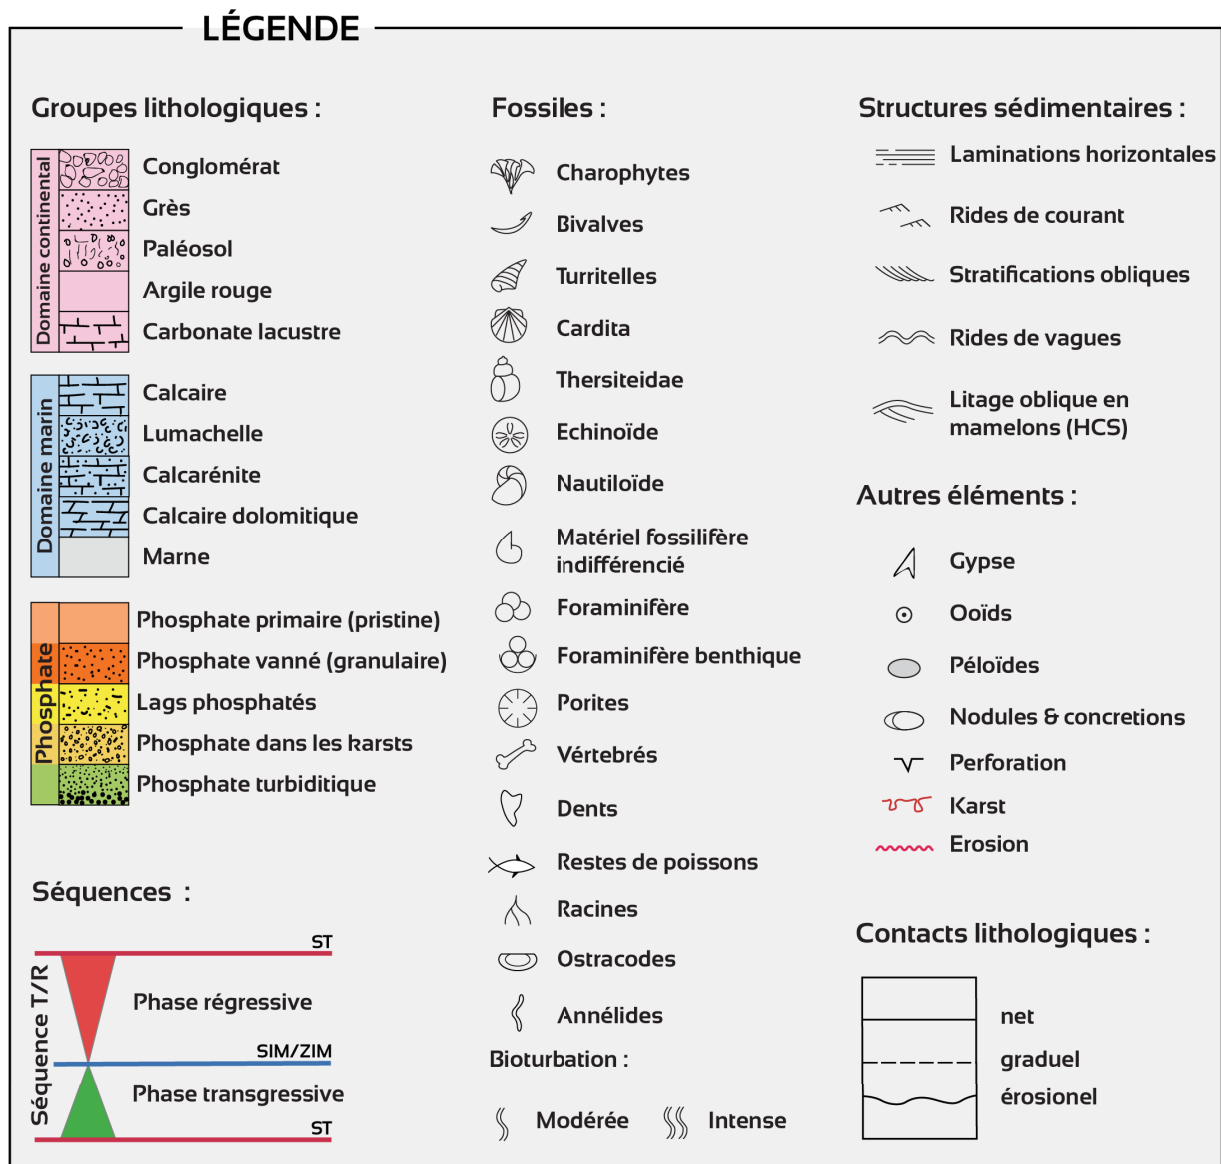 LÉGENDE
Groupes lithologiques :
Domaine continental
Conglomérat
Grès
Paléosol
Argile rouge
Carbonate lacustre
Domaine marin
Calcaire
Lumachelle
Calcarénite
Calcaire dolomitique
Marne
Phosphate
Phosphate primaire (pristine)
Phosphate vanné (granulaire)
Lags phosphatés
Phosphate dans les karsts
Phosphate turbiditique
Séquences :
Séquence T/R
ST
Phase régressive
SIM/ZIM
Phase transgressive
ST
Fossiles :
Charophytes
Bivalves
Turritelles
Cardita
Thersiteidae
Echinoïde
Nautiloïde
Matériel fossilifère
indifférencié
Foraminifère
Foraminifère benthique
Porites
Vértebrés
Dents
Restes de poissons
Racines
Ostracodes
Annélides
Bioturbation :
Modérée
Intense
Structures sédimentaires :
Laminations horizontales
Rides de courant
Stratifications obliques
Rides de vagues
Litage oblique en
mamelons (HCS)
Autres éléments :
Gypse
Ooïds
Péloïdes
Nodules & concretions
Perforation
Karst
Erosion
Contacts lithologiques :
net
graduel
érosionel